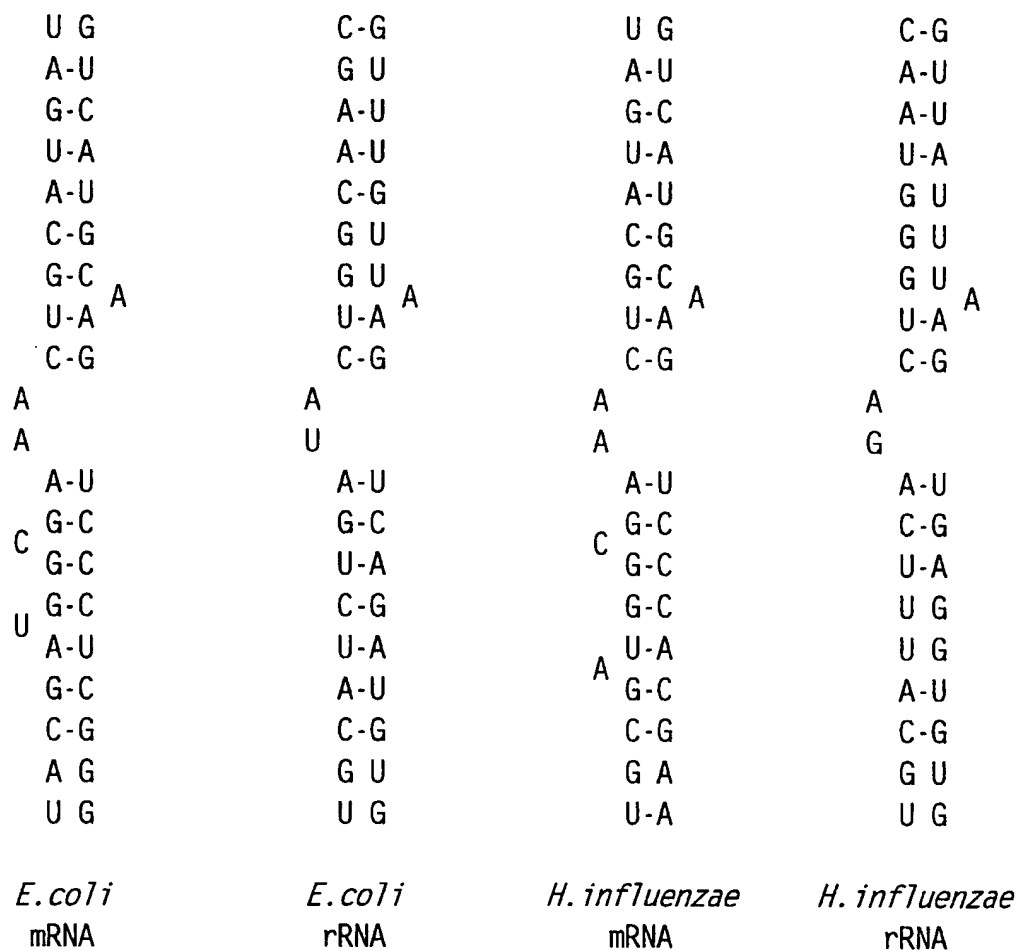 U G C-G U G C-G
A-U G U A-U A-U
G-C A-U G-C A-U
U-A A-U U-A U-A
A-U C-G A-U G U
C-G G U C-G G U
G-C G U G-C G U
A A A A
U-A U-A U-A U-A
C-G C-G C-G C-G
A A A A
A U A G
A-U A-U A-U A-U
G-C G-C G-C C-G
C C
G-C U-A G-C U-A
G-C C-G G-C U G
U
A-U U-A U-A U G
A
G-C A-U G-C A-U
C-G C-G C-G C-G
A G G U G A G U
U G U G U-A U G
E.coli E.coli H.influenzae H.influenzae
mRNA rRNA mRNA rRNA